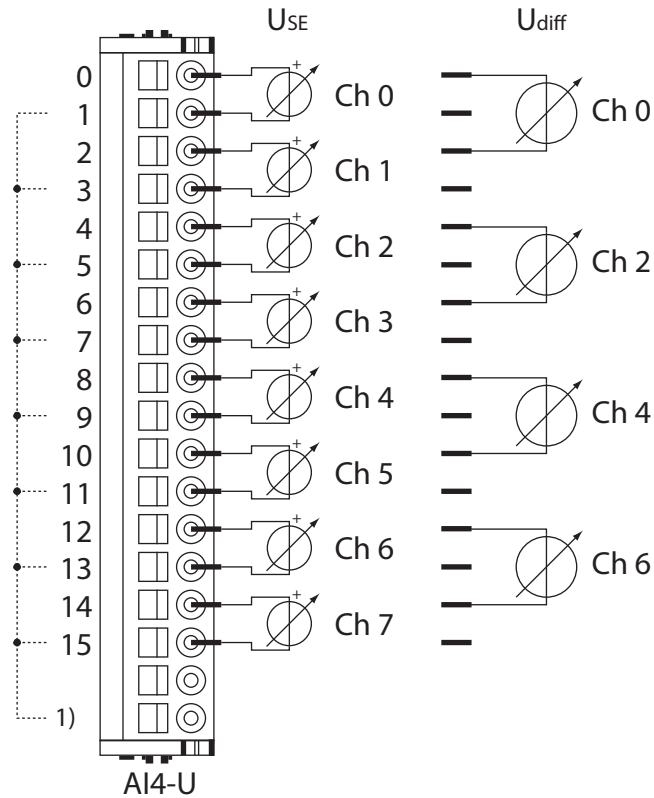 USE Udiff
0
1
2
3
4
5
6
7
8
9
10
11
12
13
14
15
1)
+ Ch 0
+ Ch 1
+ Ch 2
+ Ch 3
+ Ch 4
+ Ch 5
+ Ch 6
+ Ch 7
Ch 0
Ch 2
Ch 4
Ch 6
AI4-U